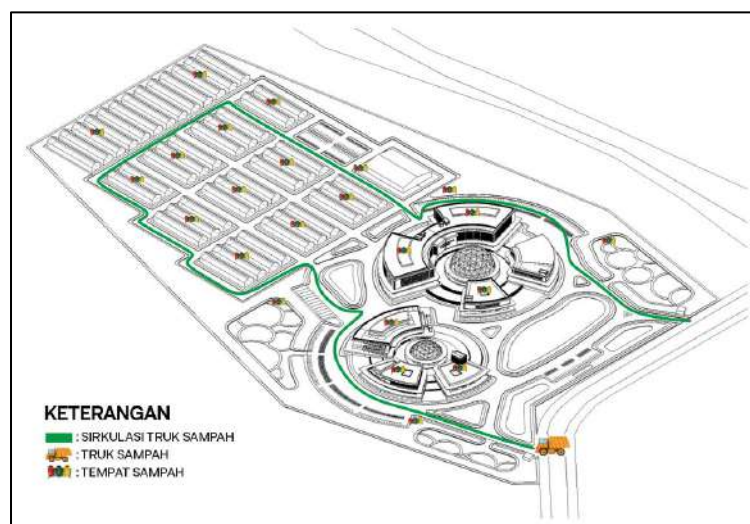 KETERANGAN
: SIRKULASI TRUK SAMPAH
: TRUK SAMPAH
: TEMPAT SAMPAH